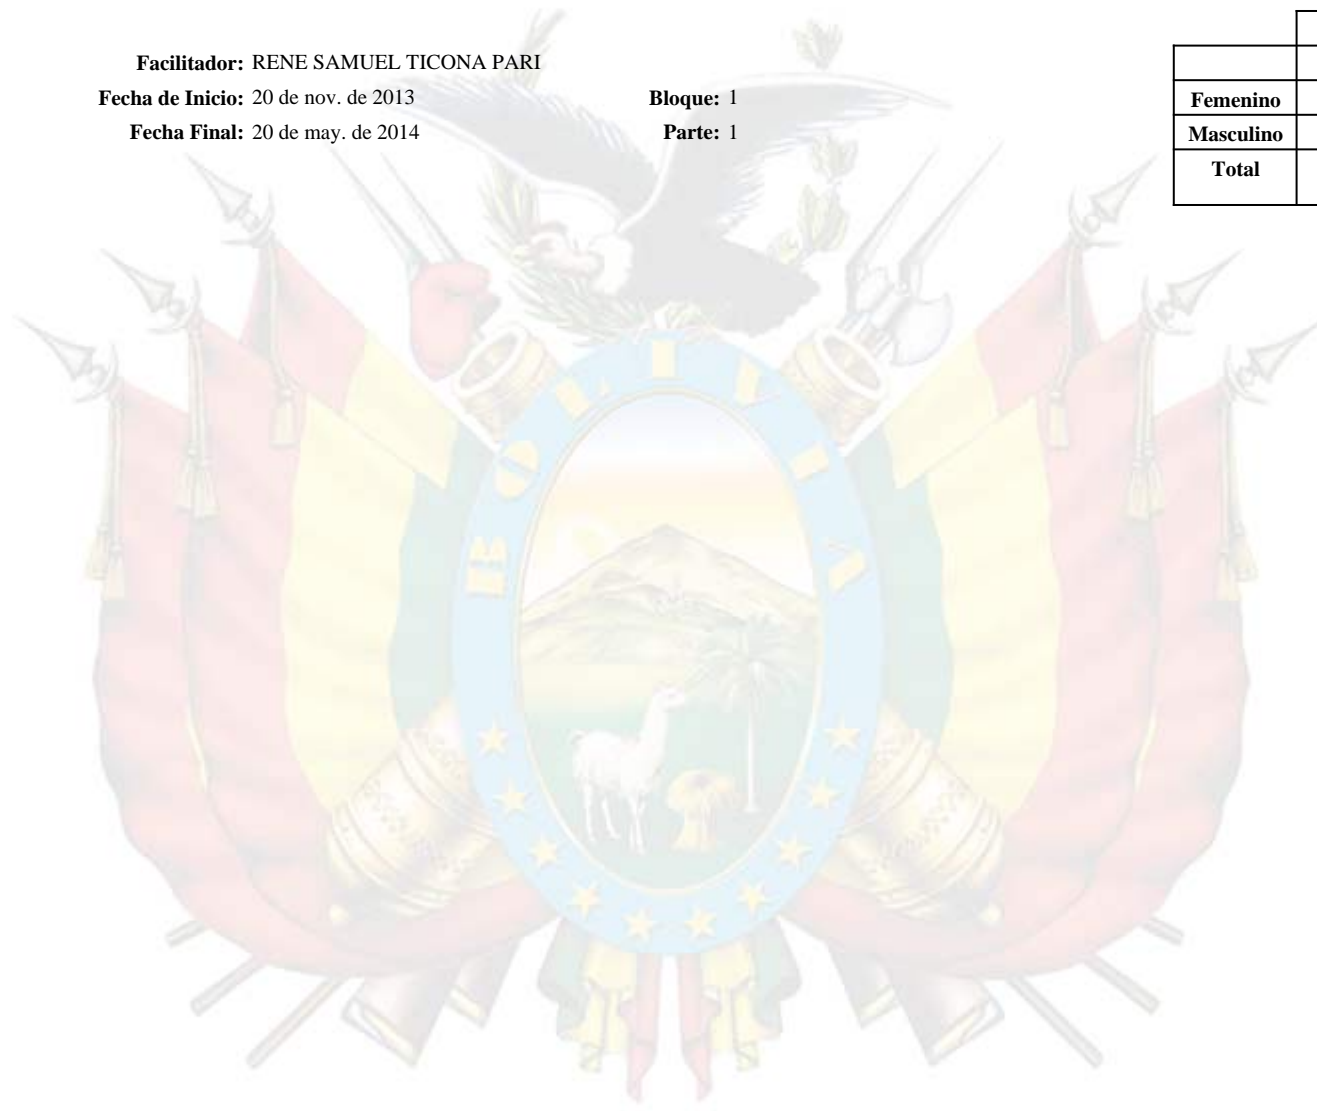 Facilitador: RENE SAMUEL TICONA PARI
Fecha de Inicio: 20 de nov. de 2013 Bloque: 1
Fecha Final: 20 de may. de 2014 Parte: 1
Femenino
Masculino
Total
BOLIVIA